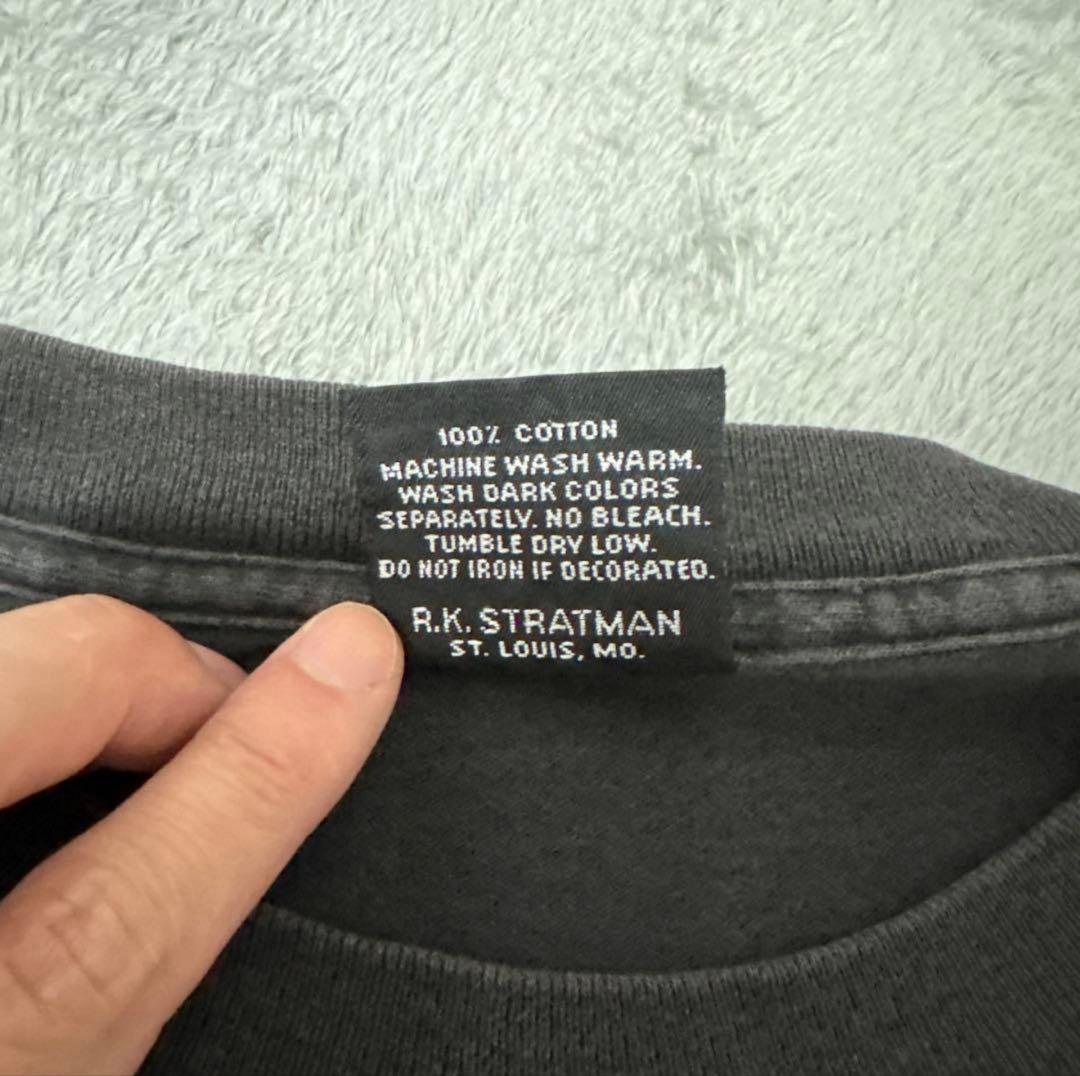 100% COTTON
MACHINE WASH WARM.
WASH DARK COLORS
SEPARATELY. NO BLEACH.
TUMBLE DRY LOW.
DO NOT IRON IF DECORATED.
R.K. STRATMAN
ST. LOUIS, MO.